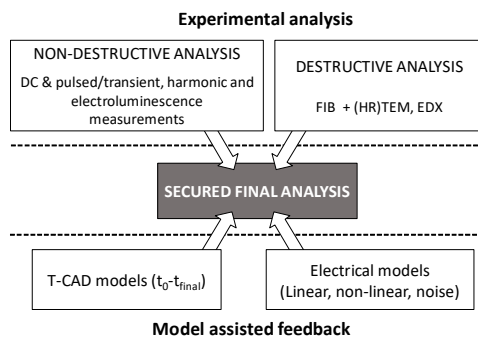 Experimental analysis
NON-DESTRUCTIVE ANALYSIS
DC & pulsed/transient, harmonic and
electroluminescence
measurements
DESTRUCTIVE ANALYSIS
FIB + (HR)TEM, EDX
SECURED FINAL ANALYSIS
T-CAD models (t0-tfinal)
Electrical models
(Linear, non-linear, noise)
Model assisted feedback